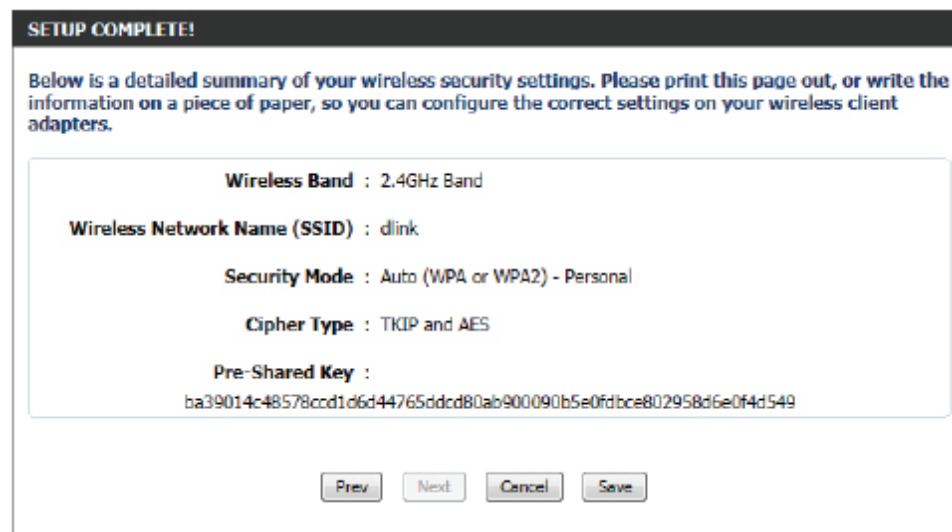 SETUP COMPLETE!
Below is a detailed summary of your wireless security settings. Please print this page out, or write the
information on a piece of paper, so you can configure the correct settings on your wireless client
adapters.
Wireless Band : 2.4GHz Band
Wireless Network Name (SSID) : dlink
Security Mode : Auto (WPA or WPA2) - Personal
Cipher Type : TKIP and AES
Pre-Shared Key :
ba39014c48578ccd1d6d44765ddcd80ab900090b5e0fdbce802958d6e0f4d549
Prev Next Cancel Save